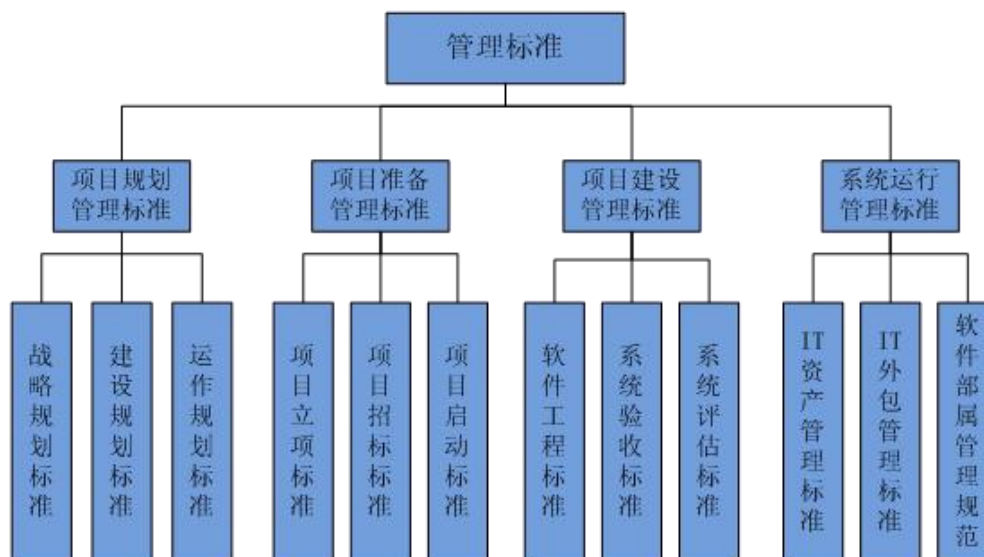 管理标准
项目规划
管理标准
项目准备
管理标准
项目建设
管理标准
系统运行
管理标准
战略规划标准
建设规划标准
运作规划标准
项目立项标准
项目招标标准
项目启动标准
软件工程标准
系统验收标准
系统评估标准
IT资产管理标准
IT外包管理标准
软件部属管理规范